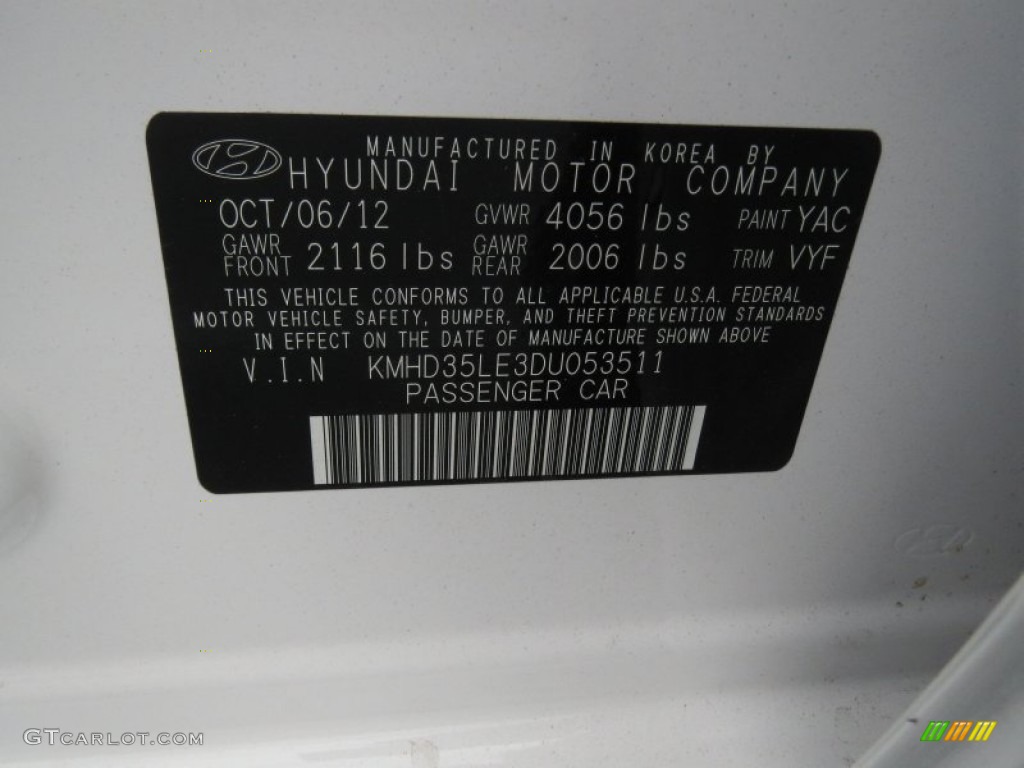 MANUFACTURED IN KOREA BY
HYUNDAI MOTOR COMPANY
OCT/06/12 GVWR 4056 lbs PAINT YAC
GAWR FRONT 2116 lbs GAWR REAR 2006 lbs TRIM VYF
THIS VEHICLE CONFORMS TO ALL APPLICABLE U.S.A. FEDERAL
MOTOR VEHICLE SAFETY, BUMPER, AND THEFT PREVENTION STANDARDS
IN EFFECT ON THE DATE OF MANUFACTURE SHOWN ABOVE
V.I.N KMHD35LE3DU053511
PASSENGER CAR
GTCARLOT.COM